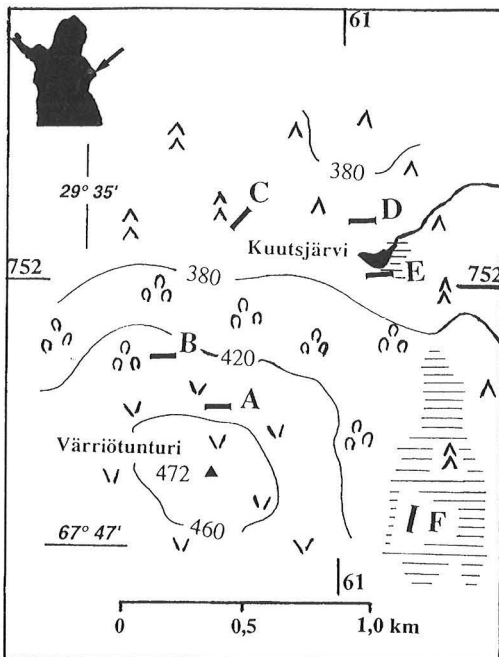 61
380
29° 35'
C
D
Kuutsjärvi
752
380
E
752
B
420
A
Värriötunturi
472
F
460
67° 47'
61
0
0,5
1,0 km